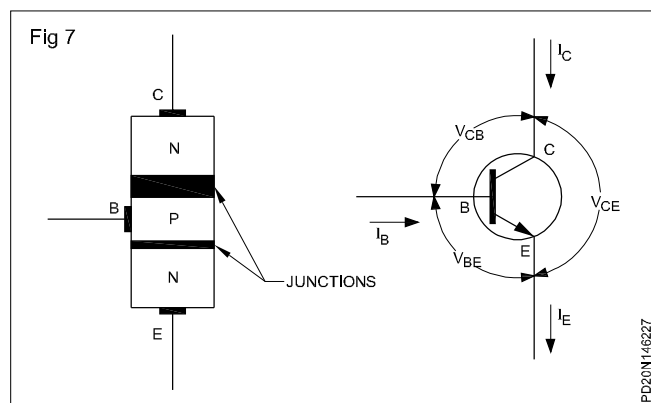 Fig 7
C
N
B
P
N
E
JUNCTIONS
I_C
V_CB
C
B
V_CE
I_B
E
V_BE
I_E
PD20N146227